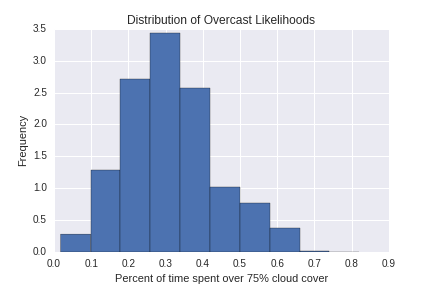 Distribution of Overcast Likelihoods
3.5
3.0
2.5
2.0
1.5
1.0
0.5
0.0
Frequency
0.0 0.1 0.2 0.3 0.4 0.5 0.6 0.7 0.8 0.9
Percent of time spent over 75% cloud cover